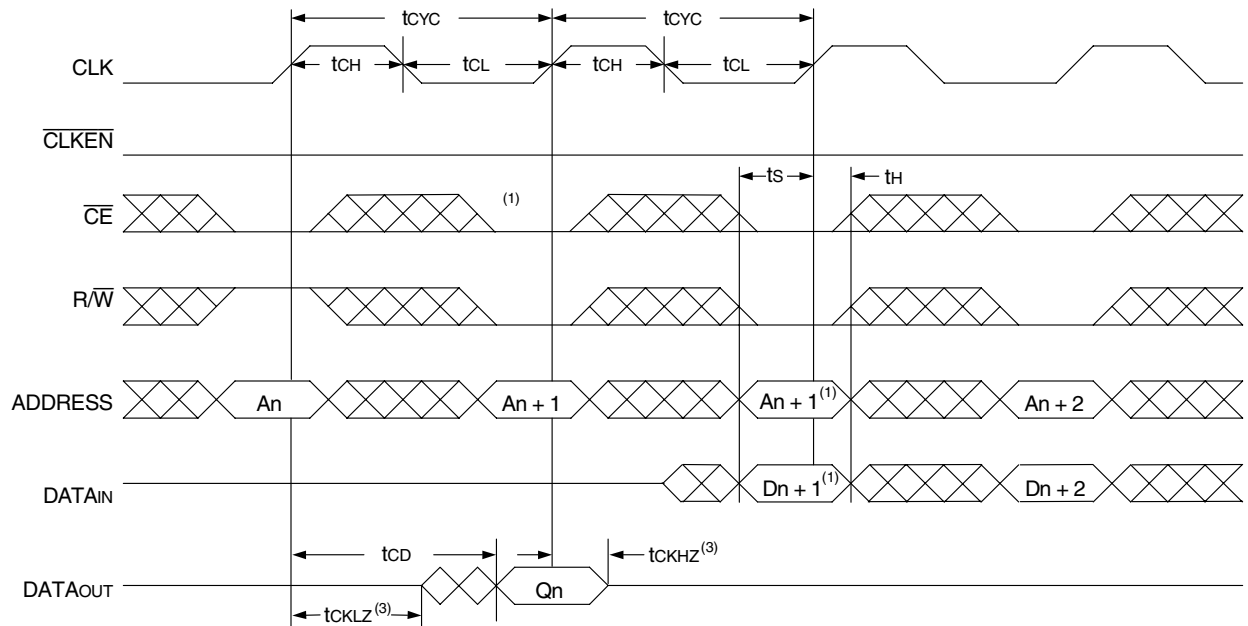 tCYC tCYC
CLK tCH tCL tCH tCL
CLKEN
tS tH
CE (1)
R/W
ADDRESS An An + 1 An + 1(1) An + 2
DATAIN Dn + 1(1) Dn + 2
tCD tCKHZ(3)
DATAOUT Qn
tCKLZ(3)